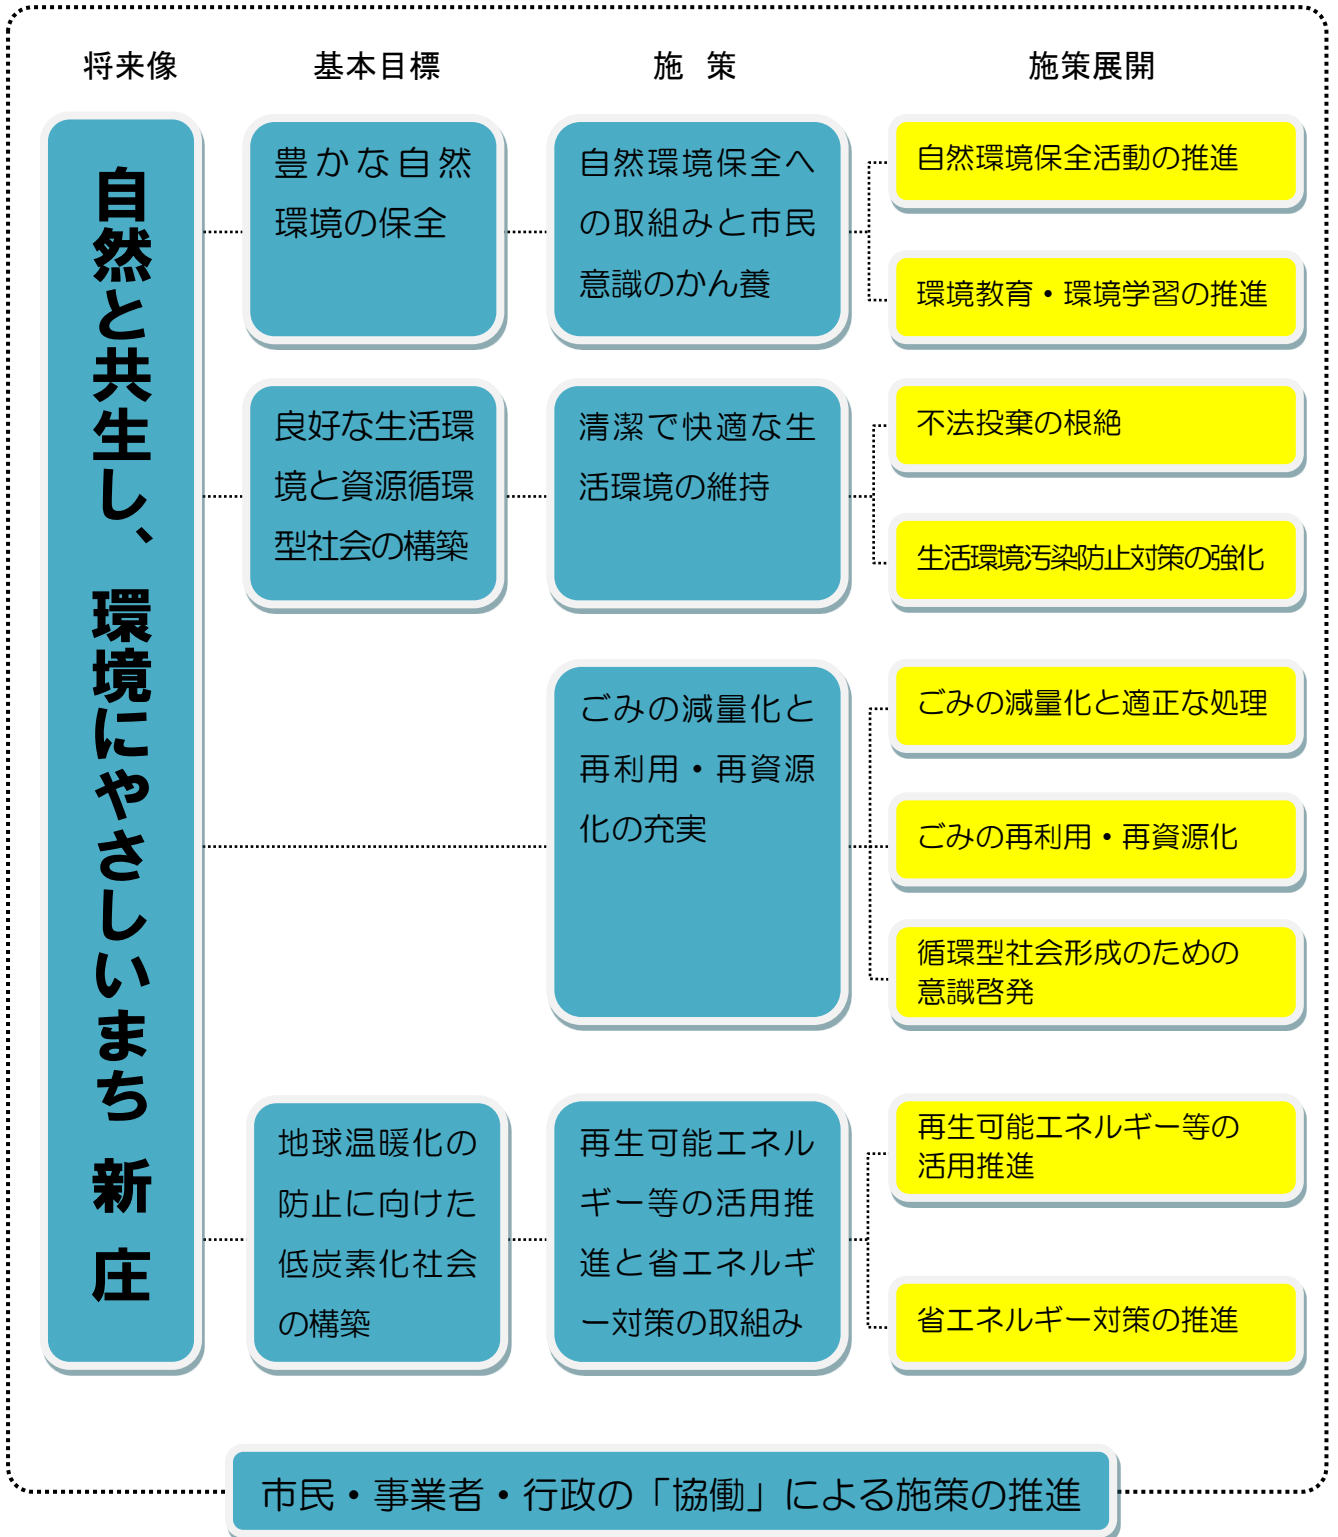 将来像 基本目標 施 策 施策展開
自然と共生し、環境にやさしいまち 新 庄
豊かな自然
環境の保全
自然環境保全へ
の取組みと市民
意識のかん養
自然環境保全活動の推進
環境教育・環境学習の推進
良好な生活環
境と資源循環
型社会の構築
清潔で快適な生
活環境の維持
不法投棄の根絶
生活環境汚染防止対策の強化
ごみの減量化と
再利用・再資源
化の充実
ごみの減量化と適正な処理
ごみの再利用・再資源化
循環型社会形成のための
意識啓発
地球温暖化の
防止に向けた
低炭素化社会
の構築
再生可能エネル
ギー等の活用推
進と省エネルギ
ー対策の取組み
再生可能エネルギー等の
活用推進
省エネルギー対策の推進
市民・事業者・行政の「協働」による施策の推進